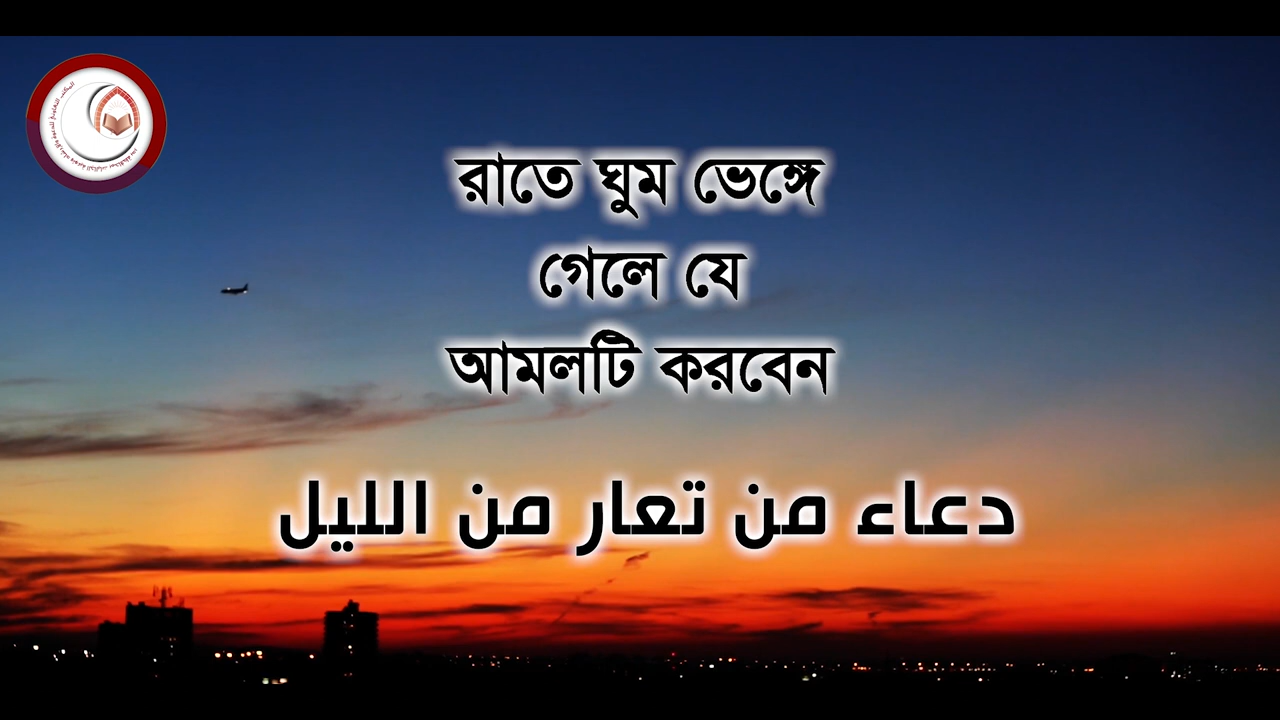 রাতে ঘুম ভেঙ্গে
গেলে যে
আমলটি করবেন
دعاء من تعار من الليل